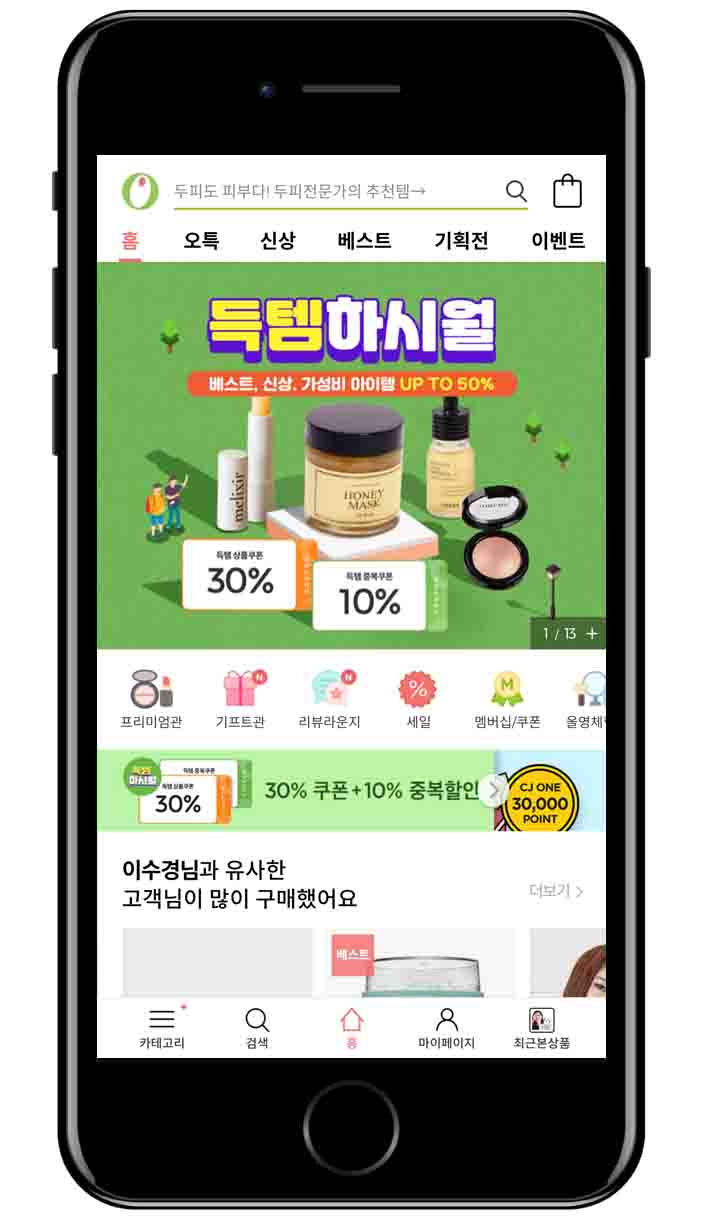 두피도 피부다! 두피전문가의 추천템→
홈 오특 신상 베스트 기획전 이벤트
득템하시월
베스트, 신상, 가성비 아이템 UP TO 50%
melixir
HONEY
MASK
득템 상품쿠폰
30%
득템 중복쿠폰
10%
1 / 13 +
N N % M
프리미엄관 기프트관 리뷰라운지 세일 멤버십/쿠폰 올영체
득템
하시월
득템 중복쿠폰
득템 상품쿠폰
30%
30% 쿠폰+10% 중복할인
CJ ONE
30,000
POINT
이수경님과 유사한
고객님이 많이 구매했어요
더보기 >
베스트
카테고리 검색 홈 마이페이지 최근본상품